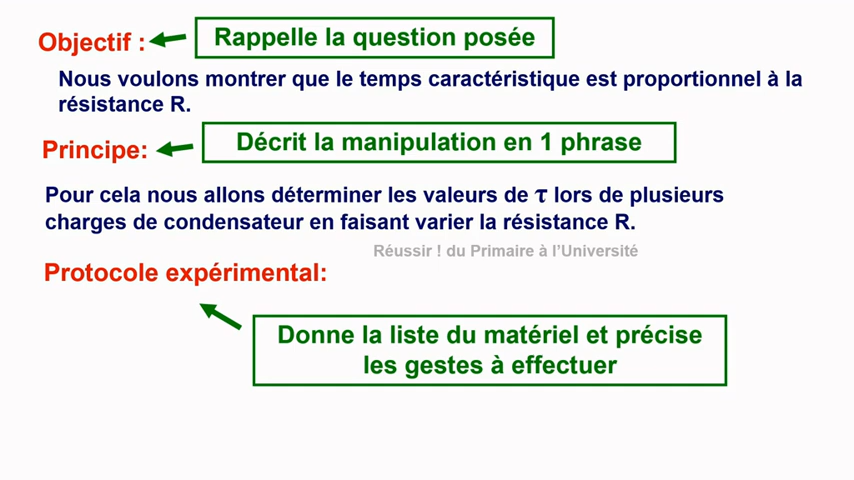 Objectif :
Rappelle la question posée
Nous voulons montrer que le temps caractéristique est proportionnel à la
résistance R.
Principe:
Décrit la manipulation en 1 phrase
Pour cela nous allons déterminer les valeurs de τ lors de plusieurs
charges de condensateur en faisant varier la résistance R.
Réussir ! du Primaire à l’Université
Protocole expérimental:
Donne la liste du matériel et précise
les gestes à effectuer